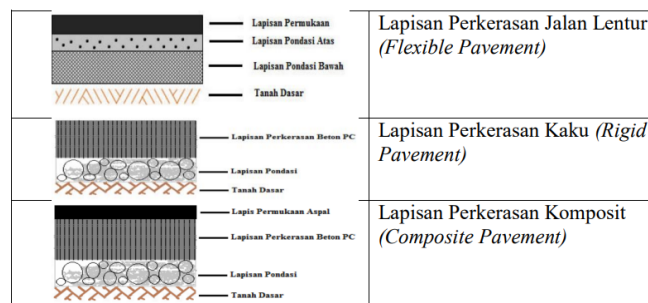 Lapisan Permukaan
Lapisan Pondasi Atas
Lapisan Pondasi Bawah
Tanah Dasar
Lapisan Perkerasan Jalan Lentur
(Flexible Pavement)
Lapisan Perkerasan Beton PC
Lapisan Pondasi
Tanah Dasar
Lapisan Perkerasan Kaku (Rigid
Pavement)
Lapis Permukaan Aspal
Lapisan Perkerasan Beton PC
Lapisan Pondasi
Tanah Dasar
Lapisan Perkerasan Komposit
(Composite Pavement)